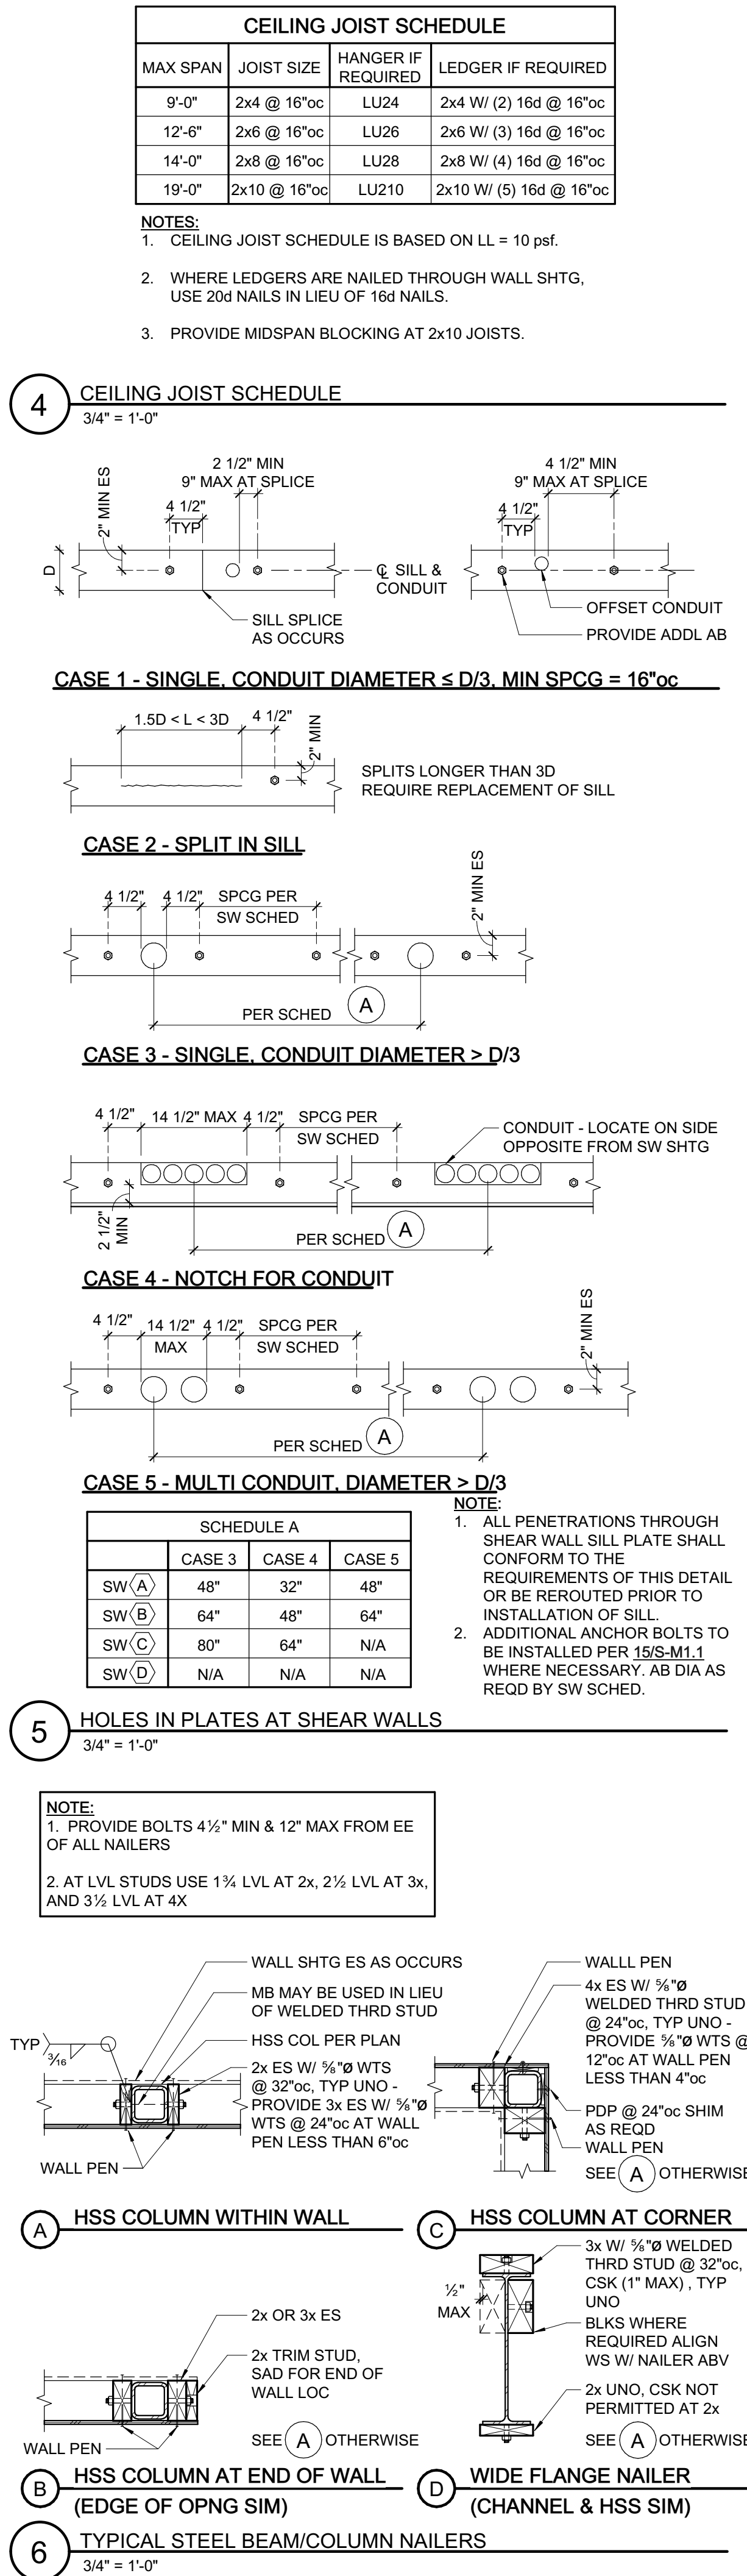 CEILING JOIST SCHEDULE
MAX SPAN JOIST SIZE HANGER IF REQUIRED LEDGER IF REQUIRED
9'-0" 2x4 @ 16"oc LU24 2x4 W/ (2) 16d @ 16"oc
12'-6" 2x6 @ 16"oc LU26 2x6 W/ (3) 16d @ 16"oc
14'-0" 2x8 @ 16"oc LU28 2x8 W/ (4) 16d @ 16"oc
19'-0" 2x10 @ 16"oc LU210 2x10 W/ (5) 16d @ 16"oc
NOTES:
1. CEILING JOIST SCHEDULE IS BASED ON LL = 10 psf.
2. WHERE LEDGERS ARE NAILED THROUGH WALL SHTG,
USE 20d NAILS IN LIEU OF 16d NAILS.
3. PROVIDE MIDSPAN BLOCKING AT 2x10 JOISTS.
4 CEILING JOIST SCHEDULE
3/4" = 1'-0"
2 1/2" MIN
9" MAX AT SPLICE
4 1/2"
TYP
2" MIN ES
D
℄ SILL &
CONDUIT
SILL SPLICE
AS OCCURS
4 1/2" MIN
9" MAX AT SPLICE
4 1/2"
TYP
OFFSET CONDUIT
PROVIDE ADDL AB
CASE 1 - SINGLE, CONDUIT DIAMETER ≤ D/3, MIN SPCG = 16"oc
1.5D < L < 3D
4 1/2"
2" MIN
SPLITS LONGER THAN 3D
REQUIRE REPLACEMENT OF SILL
CASE 2 - SPLIT IN SILL
4 1/2" 4 1/2" SPCG PER
SW SCHED
2" MIN ES
PER SCHED
A
CASE 3 - SINGLE, CONDUIT DIAMETER > D/3
4 1/2" 14 1/2" MAX 4 1/2" SPCG PER
SW SCHED
CONDUIT - LOCATE ON SIDE
OPPOSITE FROM SW SHTG
2 1/2"
MIN
PER SCHED
A
CASE 4 - NOTCH FOR CONDUIT
4 1/2" 14 1/2" 4 1/2" SPCG PER
MAX SW SCHED
2" MIN ES
PER SCHED
A
CASE 5 - MULTI CONDUIT, DIAMETER > D/3
SCHEDULE A
CASE 3 CASE 4 CASE 5
SW A 48" 32" 48"
SW B 64" 48" 64"
SW C 80" 64" N/A
SW D N/A N/A N/A
NOTE:
1. ALL PENETRATIONS THROUGH
SHEAR WALL SILL PLATE SHALL
CONFORM TO THE
REQUIREMENTS OF THIS DETAIL
OR BE REROUTED PRIOR TO
INSTALLATION OF SILL.
2. ADDITIONAL ANCHOR BOLTS TO
BE INSTALLED PER 15/S-M1.1
WHERE NECESSARY. AB DIA AS
REQD BY SW SCHED.
5 HOLES IN PLATES AT SHEAR WALLS
3/4" = 1'-0"
NOTE:
1. PROVIDE BOLTS 4½" MIN & 12" MAX FROM EE
OF ALL NAILERS
2. AT LVL STUDS USE 1¾ LVL AT 2x, 2½ LVL AT 3x,
AND 3½ LVL AT 4X
WALL SHTG ES AS OCCURS
MB MAY BE USED IN LIEU
OF WELDED THRD STUD
HSS COL PER PLAN
2x ES W/ ⅝"Ø WTS
@ 32"oc, TYP UNO -
PROVIDE 3x ES W/ ⅝"Ø
WTS @ 24"oc AT WALL
PEN LESS THAN 6"oc
TYP
3⁄16
WALL PEN
A HSS COLUMN WITHIN WALL
WALLL PEN
4x ES W/ ⅝"Ø
WELDED THRD STUD
@ 24"oc, TYP UNO -
PROVIDE ⅝"Ø WTS @
12"oc AT WALL PEN
LESS THAN 4"oc
PDP @ 24"oc SHIM
AS REQD
WALL PEN
SEE A OTHERWISE
C HSS COLUMN AT CORNER
2x OR 3x ES
2x TRIM STUD,
SAD FOR END OF
WALL LOC
SEE A OTHERWISE
WALL PEN
B HSS COLUMN AT END OF WALL
(EDGE OF OPNG SIM)
½"
MAX
3x W/ ⅝"Ø WELDED
THRD STUD @ 32"oc,
CSK (1" MAX) , TYP
UNO
BLKS WHERE
REQUIRED ALIGN
WS W/ NAILER ABV
2x UNO, CSK NOT
PERMITTED AT 2x
SEE A OTHERWISE
D WIDE FLANGE NAILER
(CHANNEL & HSS SIM)
6 TYPICAL STEEL BEAM/COLUMN NAILERS
3/4" = 1'-0"